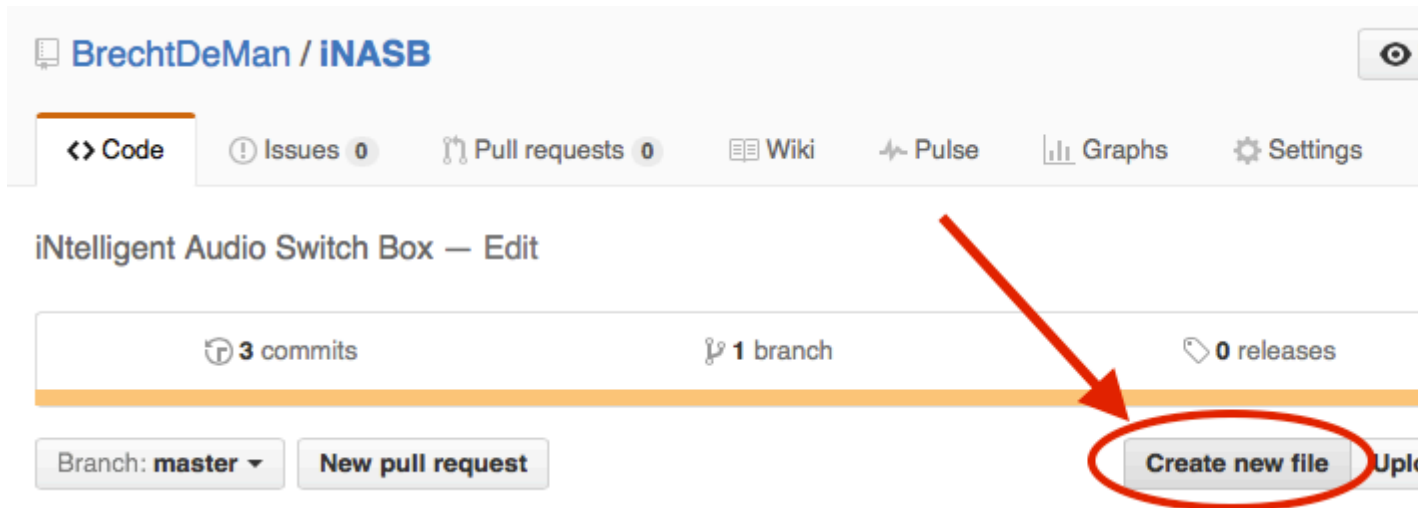 BrechtDeMan / iNASB
Code Issues 0 Pull requests 0 Wiki Pulse Graphs Settings
iNtelligent Audio Switch Box — Edit
3 commits 1 branch 0 releases
Branch: master New pull request Create new file